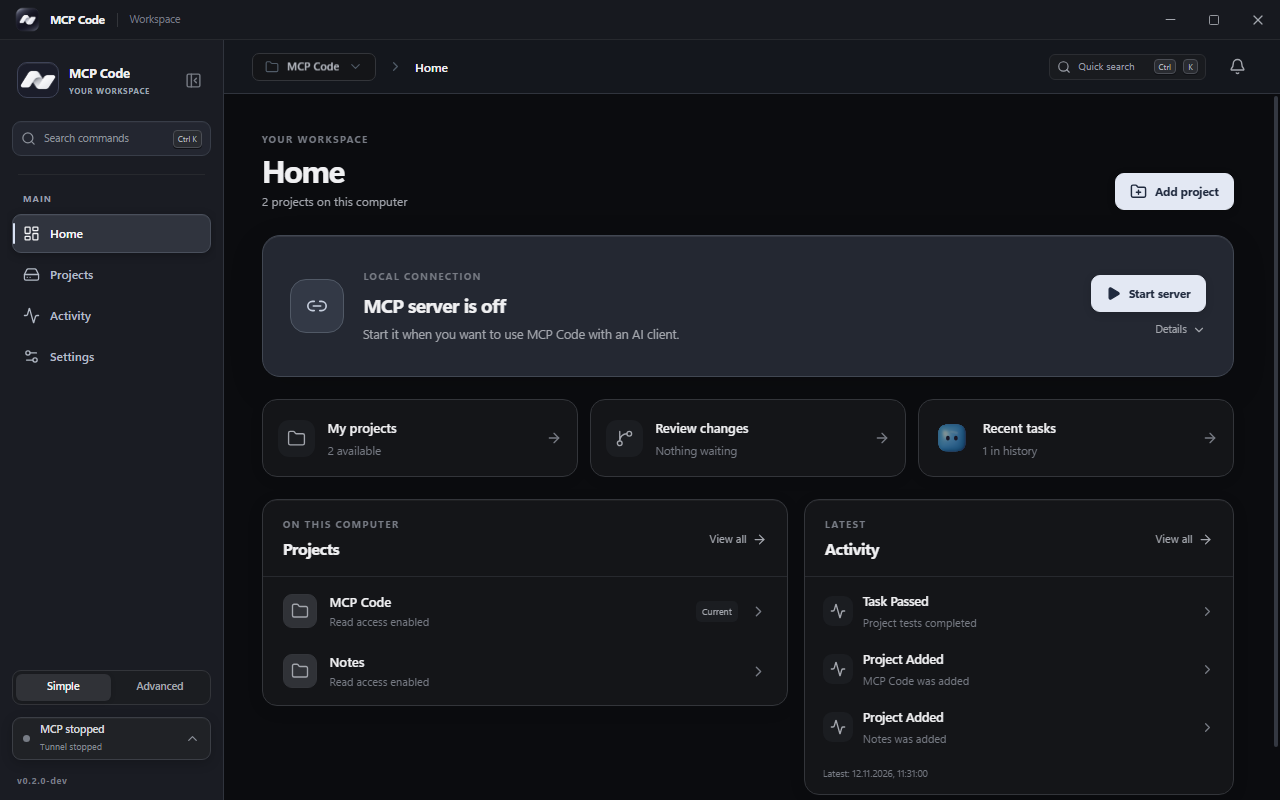 MCP Code
Workspace
MCP Code
YOUR WORKSPACE
Search commands
Ctrl K
MAIN
Home
Projects
Activity
Settings
Simple
Advanced
MCP stopped
Tunnel stopped
v0.2.0-dev
MCP Code
Home
Quick search
Ctrl
K
YOUR WORKSPACE
Home
2 projects on this computer
Add project
LOCAL CONNECTION
MCP server is off
Start it when you want to use MCP Code with an AI client.
Start server
Details
My projects
2 available
Review changes
Nothing waiting
Recent tasks
1 in history
ON THIS COMPUTER
Projects
View all
MCP Code
Read access enabled
Current
Notes
Read access enabled
LATEST
Activity
View all
Task Passed
Project tests completed
Project Added
MCP Code was added
Project Added
Notes was added
Latest: 12.11.2026, 11:31:00